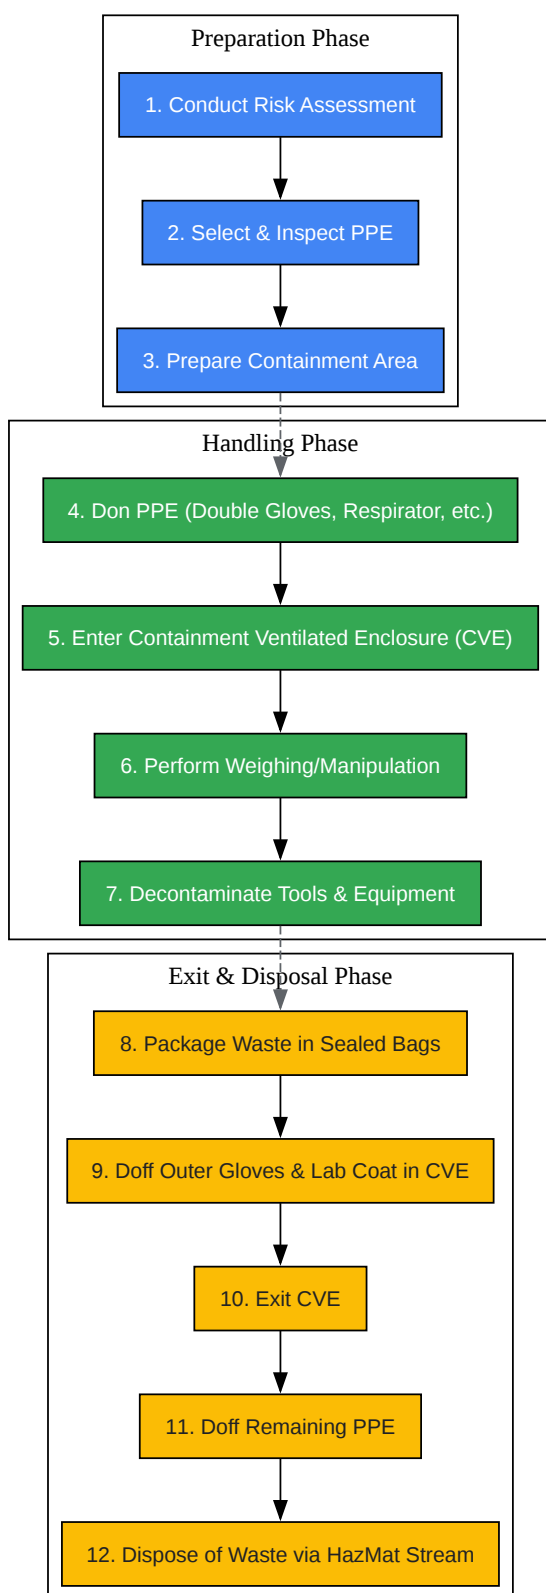 Preparation Phase
1. Conduct Risk Assessment
2. Select & Inspect PPE
3. Prepare Containment Area
Handling Phase
4. Don PPE (Double Gloves, Respirator, etc.)
5. Enter Containment Ventilated Enclosure (CVE)
6. Perform Weighing/Manipulation
7. Decontaminate Tools & Equipment
Exit & Disposal Phase
8. Package Waste in Sealed Bags
9. Doff Outer Gloves & Lab Coat in CVE
10. Exit CVE
11. Doff Remaining PPE
12. Dispose of Waste via HazMat Stream